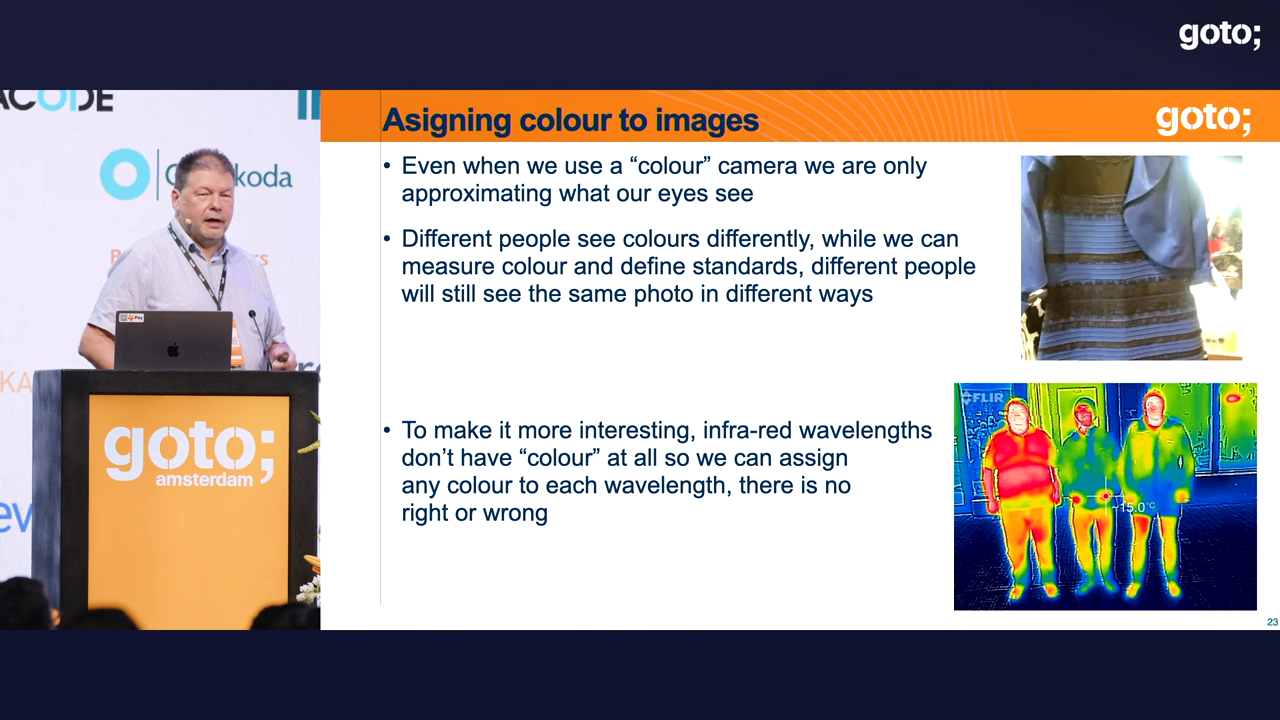 goto;
ACODE
koda
goto;
amsterdam
Asigning colour to images
goto;
• Even when we use a “colour” camera we are only
approximating what our eyes see
• Different people see colours differently, while we can
measure colour and define standards, different people
will still see the same photo in different ways
• To make it more interesting, infra-red wavelengths
don’t have “colour” at all so we can assign
any colour to each wavelength, there is no
right or wrong
FLIR
~15.0°C
23